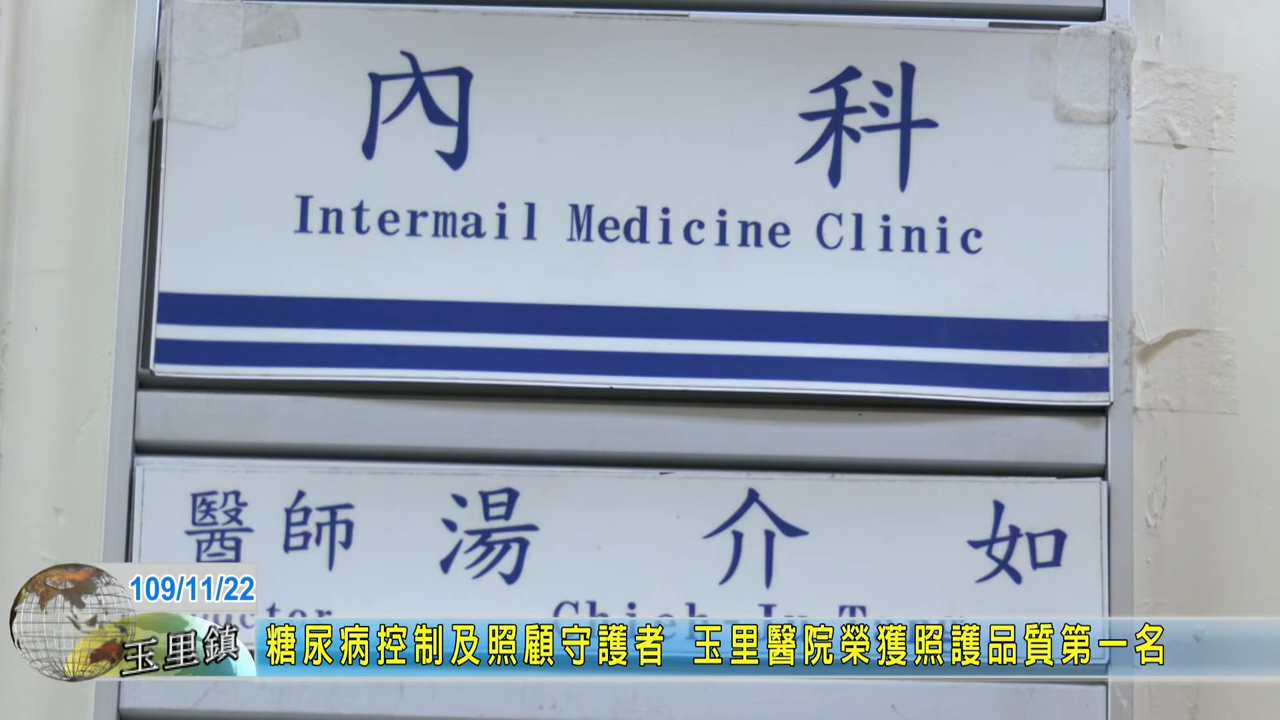 內科
Intermail Medicine Clinic
醫師 湯介如
109/11/22
玉里鎮
糖尿病控制及照顧守護者 玉里醫院榮獲照護品質第一名